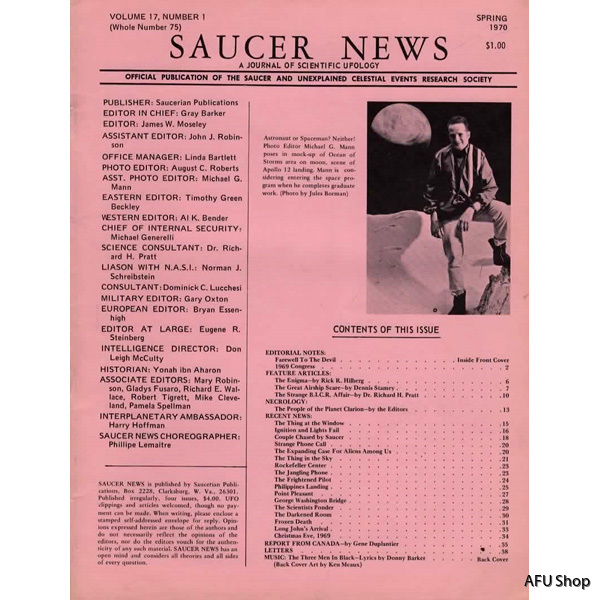 VOLUME 17, NUMBER 1
(Whole Number 75)
SPRING
1970
SAUCER NEWS
$1.00
A JOURNAL OF SCIENTIFIC UFOLOGY
OFFICIAL PUBLICATION OF THE SAUCER AND UNEXPLAINED CELESTIAL EVENTS RESEARCH SOCIETY
PUBLISHER: Saucerian Publications
EDITOR IN CHIEF: Gray Barker
EDITOR: James W. Moseley
ASSISTANT EDITOR: John J. Robin-
son
OFFICE MANAGER: Linda Bartlett
PHOTO EDITOR: August C. Roberts
ASST. PHOTO EDITOR: Michael G.
Mann
EASTERN EDITOR: Timothy Green
Beckley
WESTERN EDITOR: Al K. Bender
CHIEF OF INTERNAL SECURITY:
Michael Generelli
SCIENCE CONSULTANT: Dr. Rich-
ard H. Pratt
LIASON WITH N.A.S.I.: Norman J.
Schreibstein
CONSULTANT: Dominick C. Lucchesi
MILITARY EDITOR: Gary Oxton
EUROPEAN EDITOR: Bryan Essen-
high
EDITOR AT LARGE: Eugene R.
Steinberg
INTELLIGENCE DIRECTOR: Don
Leigh McCulty
HISTORIAN: Yonah ibn Aharon
ASSOCIATE EDITORS: Mary Robin-
son, Gladys Fusaro, Richard E. Wal-
lace, Robert Tigrett, Mike Cleve-
land, Pamela Spellman
INTERPLANETARY AMBASSADOR:
Harry Hoffman
SAUCER NEWS CHOREOGRAPHER:
Phillipe Lemaitre
SAUCER NEWS is published by Saucerian Publi-
cations, Box 2228, Clarksburg, W. Va., 26301.
Published irregularly, four issues, $4.00. UFO
clippings and articles welcomed, though no pay-
ment can be made. When writing, please enclose a
stamped self-addressed envelope for reply. Opin-
ions expressed herein are those of the authors and
do not necessarily reflect the opinions of the
editors, nor do the editors vouch for the authen-
ticity of any such material. SAUCER NEWS has an
open mind and considers all theories and all sides
of every question.
Astronaut or Spaceman? Neither!
Photo Editor Michael G. Mann
poses in mock-up of Ocean of
Storms area on moon, scene of
Apollo 12 landing. Mann is con-
sidering entering the space pro-
gram when he completes graduate
work. (Photo by Jules Borman)
CONTENTS OF THIS ISSUE
EDITORIAL NOTES:
Farewell To The Devil . . . Inside Front Cover
1969 Congress . . . 2
FEATURE ARTICLES:
The Enigma—by Rick R. Hilberg . . . 6
The Great Airship Scare—by Dennis Stamey . . . 7
The Strange B.I.C.R. Affair—by Dr. Richard H. Pratt . . . 10
NECROLOGY:
The People of the Planet Clarion—by the Editors . . . 13
RECENT NEWS:
The Thing at the Window . . . 15
Ignition and Lights Fail . . . 16
Couple Chased by Saucer . . . 18
Strange Phone Call . . . 20
The Expanding Case For Aliens Among Us . . . 20
The Thing in the Sky . . . 21
Rockefeller Center . . . 23
The Jangling Phone . . . 23
The Frightened Pilot . . . 24
Philippines Landing . . . 25
Point Pleasant . . . 27
George Washington Bridge . . . 28
The Scientists Ponder . . . 29
The Darkened Room . . . 30
Frozen Death . . . 31
Long John's Arrival . . . 33
Christmas Eve, 1969 . . . 34
REPORT FROM CANADA—by Gene Duplantier . . . 35
LETTERS . . . 38
MUSIC: The Three Men In Black—Lyrics by Donny Barker . . . Back Cover
(Back Cover Art by Ken Meaux)
AFU Shop